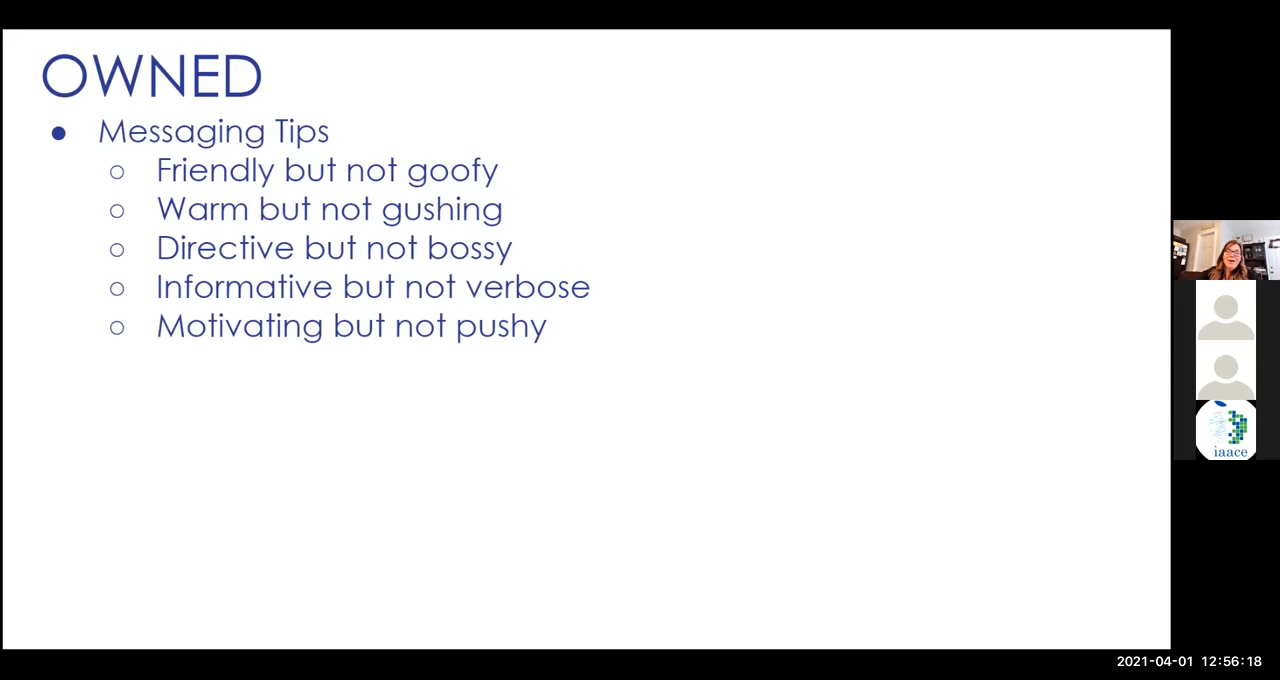 OWNED
● Messaging Tips
○ Friendly but not goofy
○ Warm but not gushing
○ Directive but not bossy
○ Informative but not verbose
○ Motivating but not pushy
iaace
2021-04-01 12:56:18